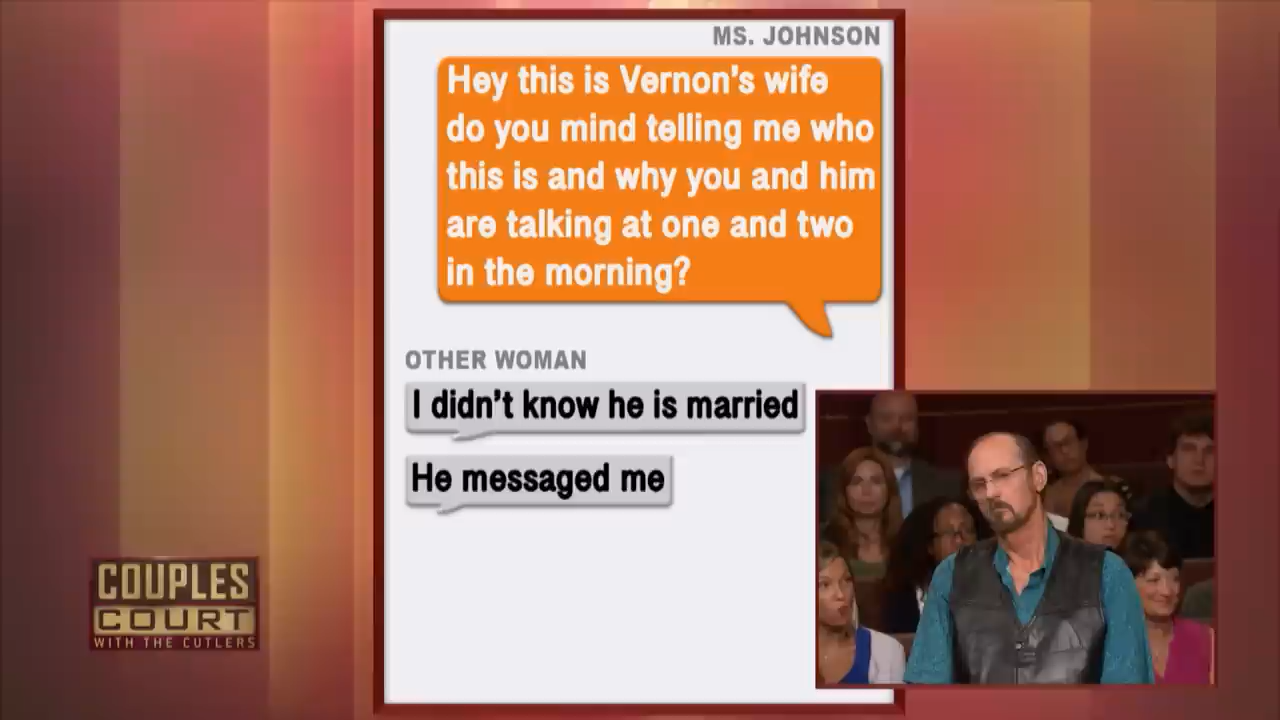 MS. JOHNSON
Hey this is Vernon's wife
do you mind telling me who
this is and why you and him
are talking at one and two
in the morning?
OTHER WOMAN
I didn't know he is married
He messaged me
COUPLES
COURT
WITH THE CUTLERS